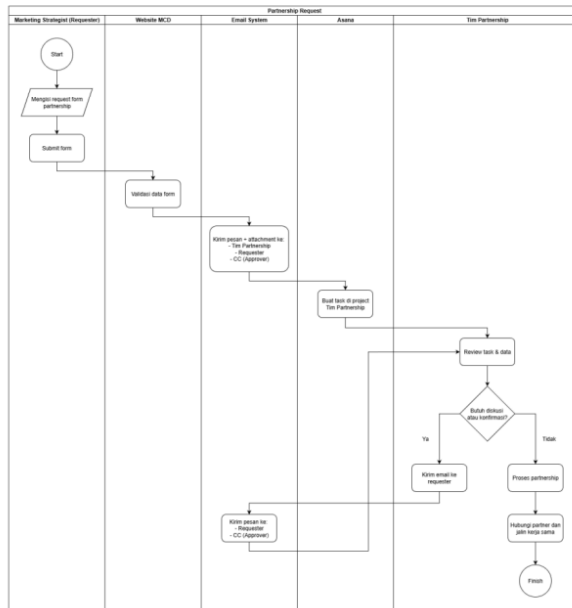 Partnership Request
Marketing Strategist (Requester)
Website MCD
Email System
Asana
Tim Partnership
Start
Mengisi request form
partnership
Submit form
Validasi data form
Kirim pesan + attachment ke:
- Tim Partnership
- Requester
- CC (Approver)
Buat task di project
Tim Partnership
Review task & data
Butuh diskusi
atau konfirmasi?
Ya
Tidak
Kirim email ke
requester
Proses partnership
Kirim pesan ke:
- Requester
- CC (Approver)
Hubungi partner dan
jalin kerja sama
Finish